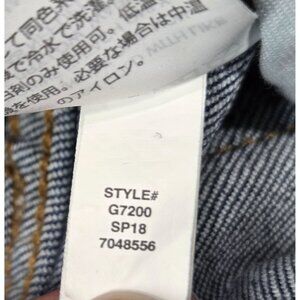 て同色
で冷水で洗濯
剤のみ使用可。低温
を使用。必要な場合は中温
のアイロン。
STYLE#
G7200
SP18
7048556